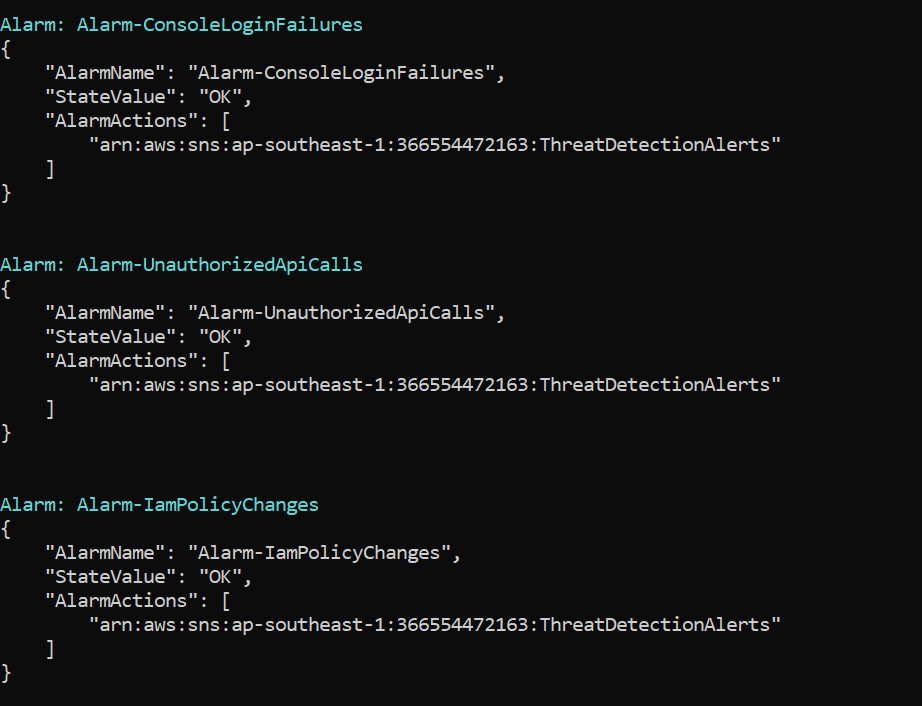 Alarm: Alarm-ConsoleLoginFailures
{
    "AlarmName": "Alarm-ConsoleLoginFailures",
    "StateValue": "OK",
    "AlarmActions": [
        "arn:aws:sns:ap-southeast-1:366554472163:ThreatDetectionAlerts"
    ]
}
Alarm: Alarm-UnauthorizedApiCalls
{
    "AlarmName": "Alarm-UnauthorizedApiCalls",
    "StateValue": "OK",
    "AlarmActions": [
        "arn:aws:sns:ap-southeast-1:366554472163:ThreatDetectionAlerts"
    ]
}
Alarm: Alarm-IamPolicyChanges
{
    "AlarmName": "Alarm-IamPolicyChanges",
    "StateValue": "OK",
    "AlarmActions": [
        "arn:aws:sns:ap-southeast-1:366554472163:ThreatDetectionAlerts"
    ]
}